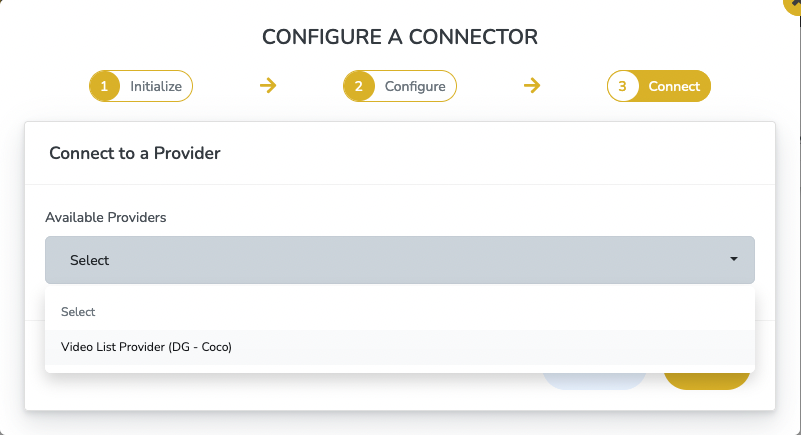 CONFIGURE A CONNECTOR
1 Initialize
2 Configure
3 Connect
Connect to a Provider
Available Providers
Select
Select
Video List Provider (DG - Coco)